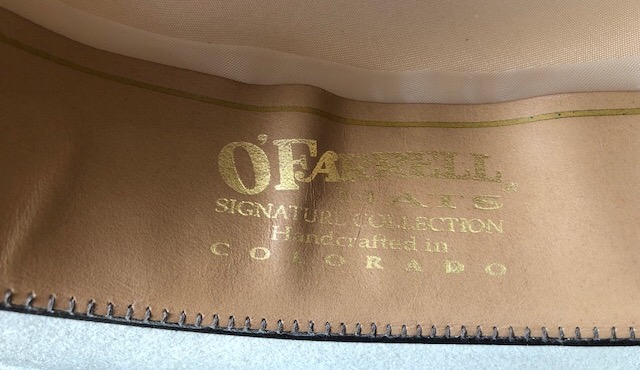 O'FARRELL
HATS
SIGNATURE COLLECTION
Handcrafted in
COLORADO